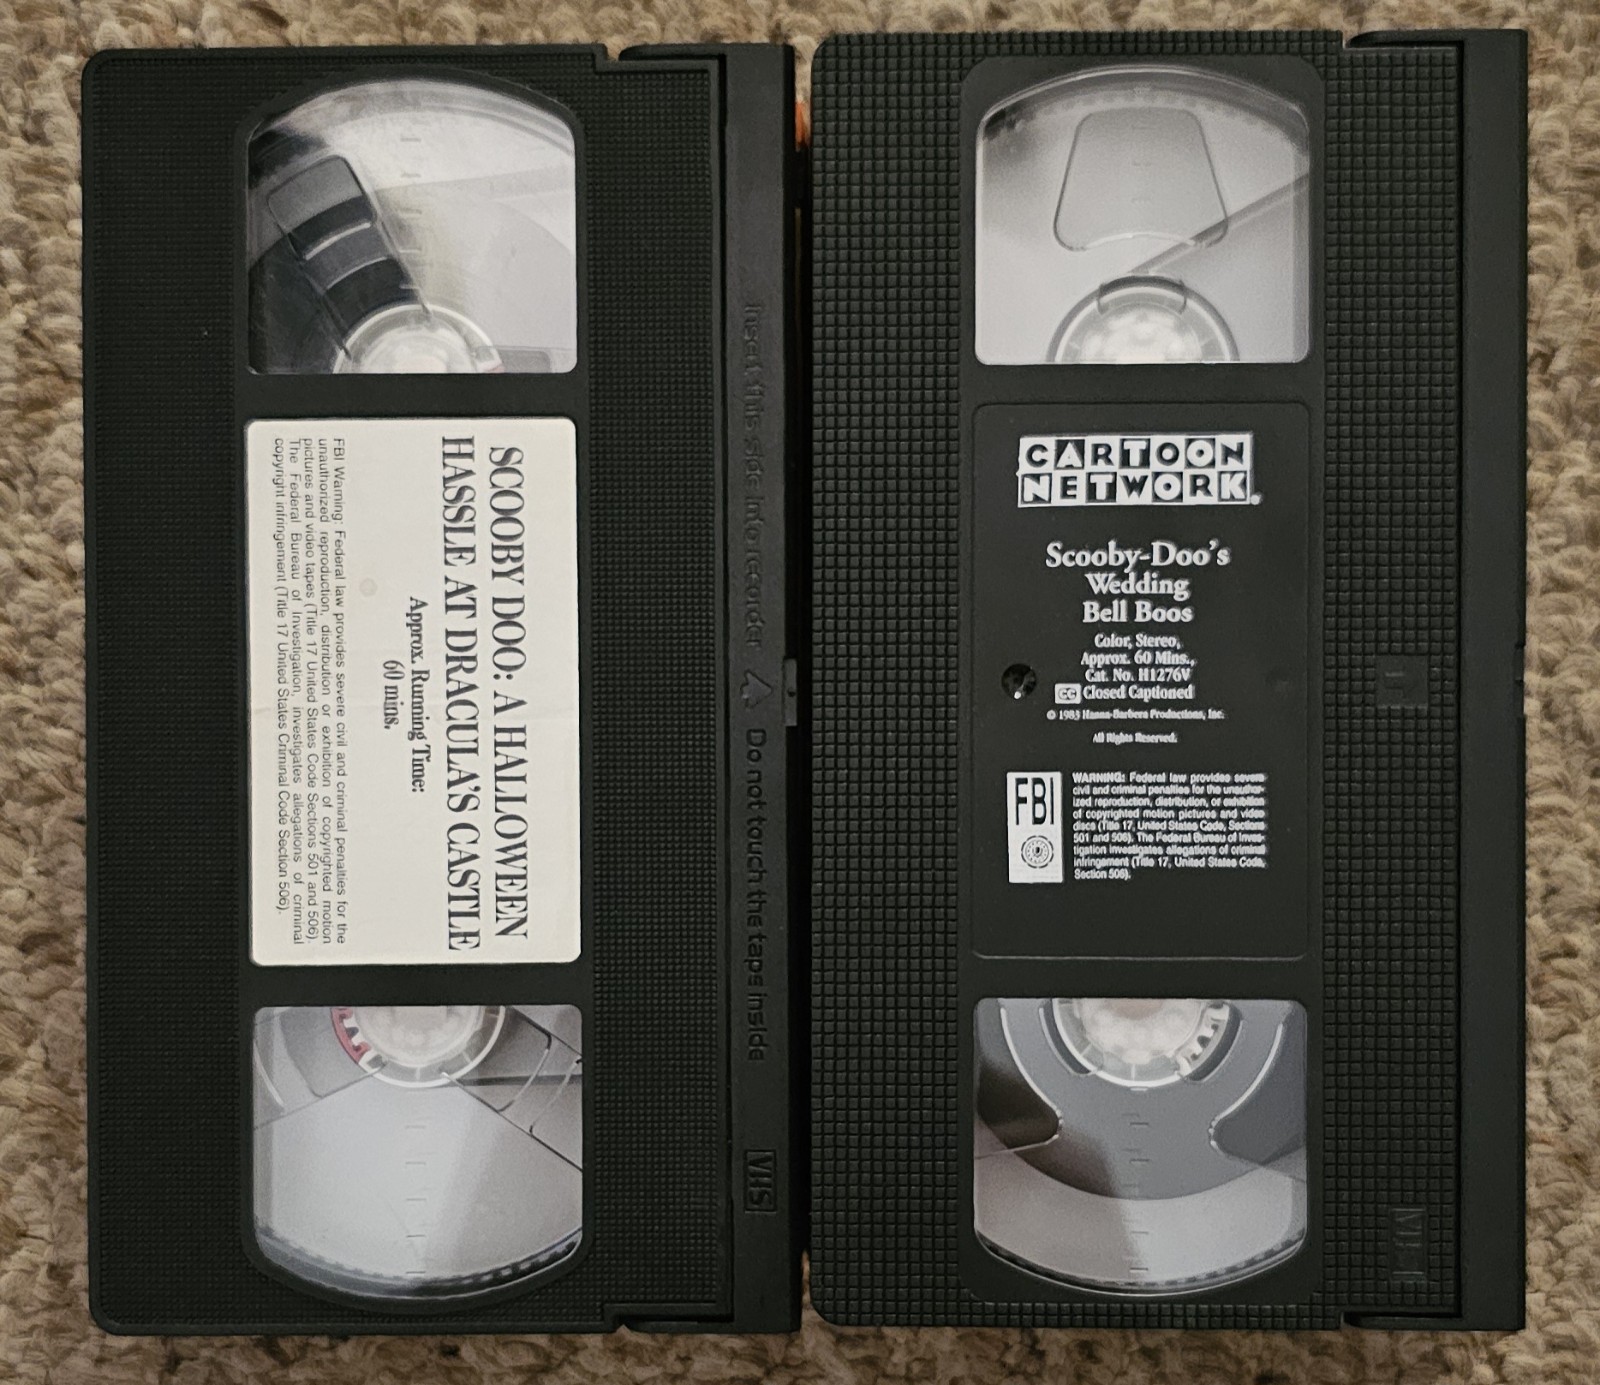 SCOOBY DOO: A HALLOWEEN
HASSLE AT DRACULA'S CASTLE
Approx. Running Time:
60 mins.
FBI Warning: Federal law provides severe civil and criminal penalties for the
unauthorized reproduction, distribution or exhibition of copyrighted motion
pictures and video tapes (Title 17 United States Code Sections 501 and 506).
The Federal Bureau of Investigation, investigates allegations of criminal
copyright infringement (Title 17 United States Criminal Code Section 506).
Insert this side into recorder Do not touch the tape inside
VHS
CARTOON
NETWORK.
Scooby-Doo's
Wedding
Bell Boos
Color, Stereo,
Approx. 60 Mins.,
Cat. No. H1276V
CC Closed Captioned
© 1983 Hanna-Barbera Productions, Inc.
All Rights Reserved.
FBI
WARNING: Federal law provides severe
civil and criminal penalties for the unauthor-
ized reproduction, distribution, or exhibition
of copyrighted motion pictures and video
discs (Title 17, United States Code, Sections
501 and 506). The Federal Bureau of Inves-
tigation investigates allegations of criminal
infringement (Title 17, United States Code,
Section 506).